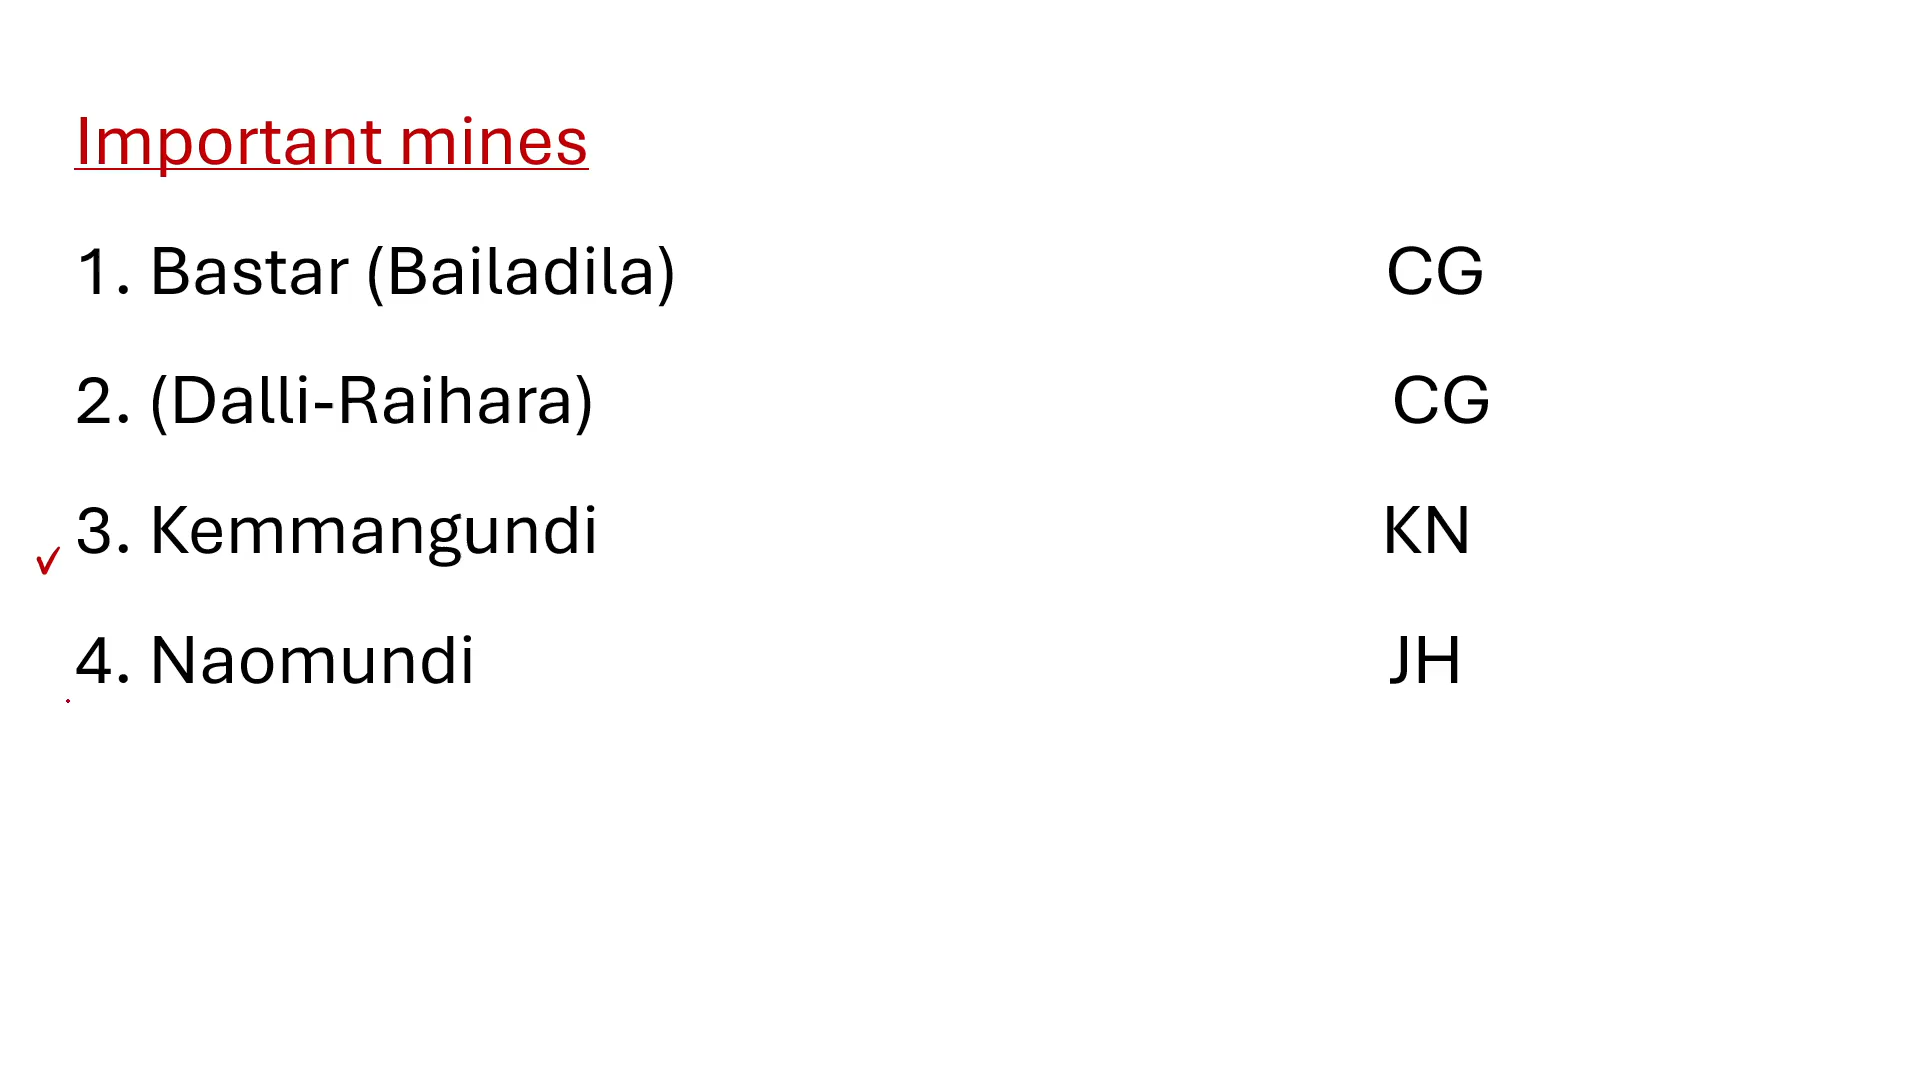 Important mines
1. Bastar (Bailadila) CG
2. (Dalli-Raihara) CG
3. Kemmangundi KN
4. Naomundi JH